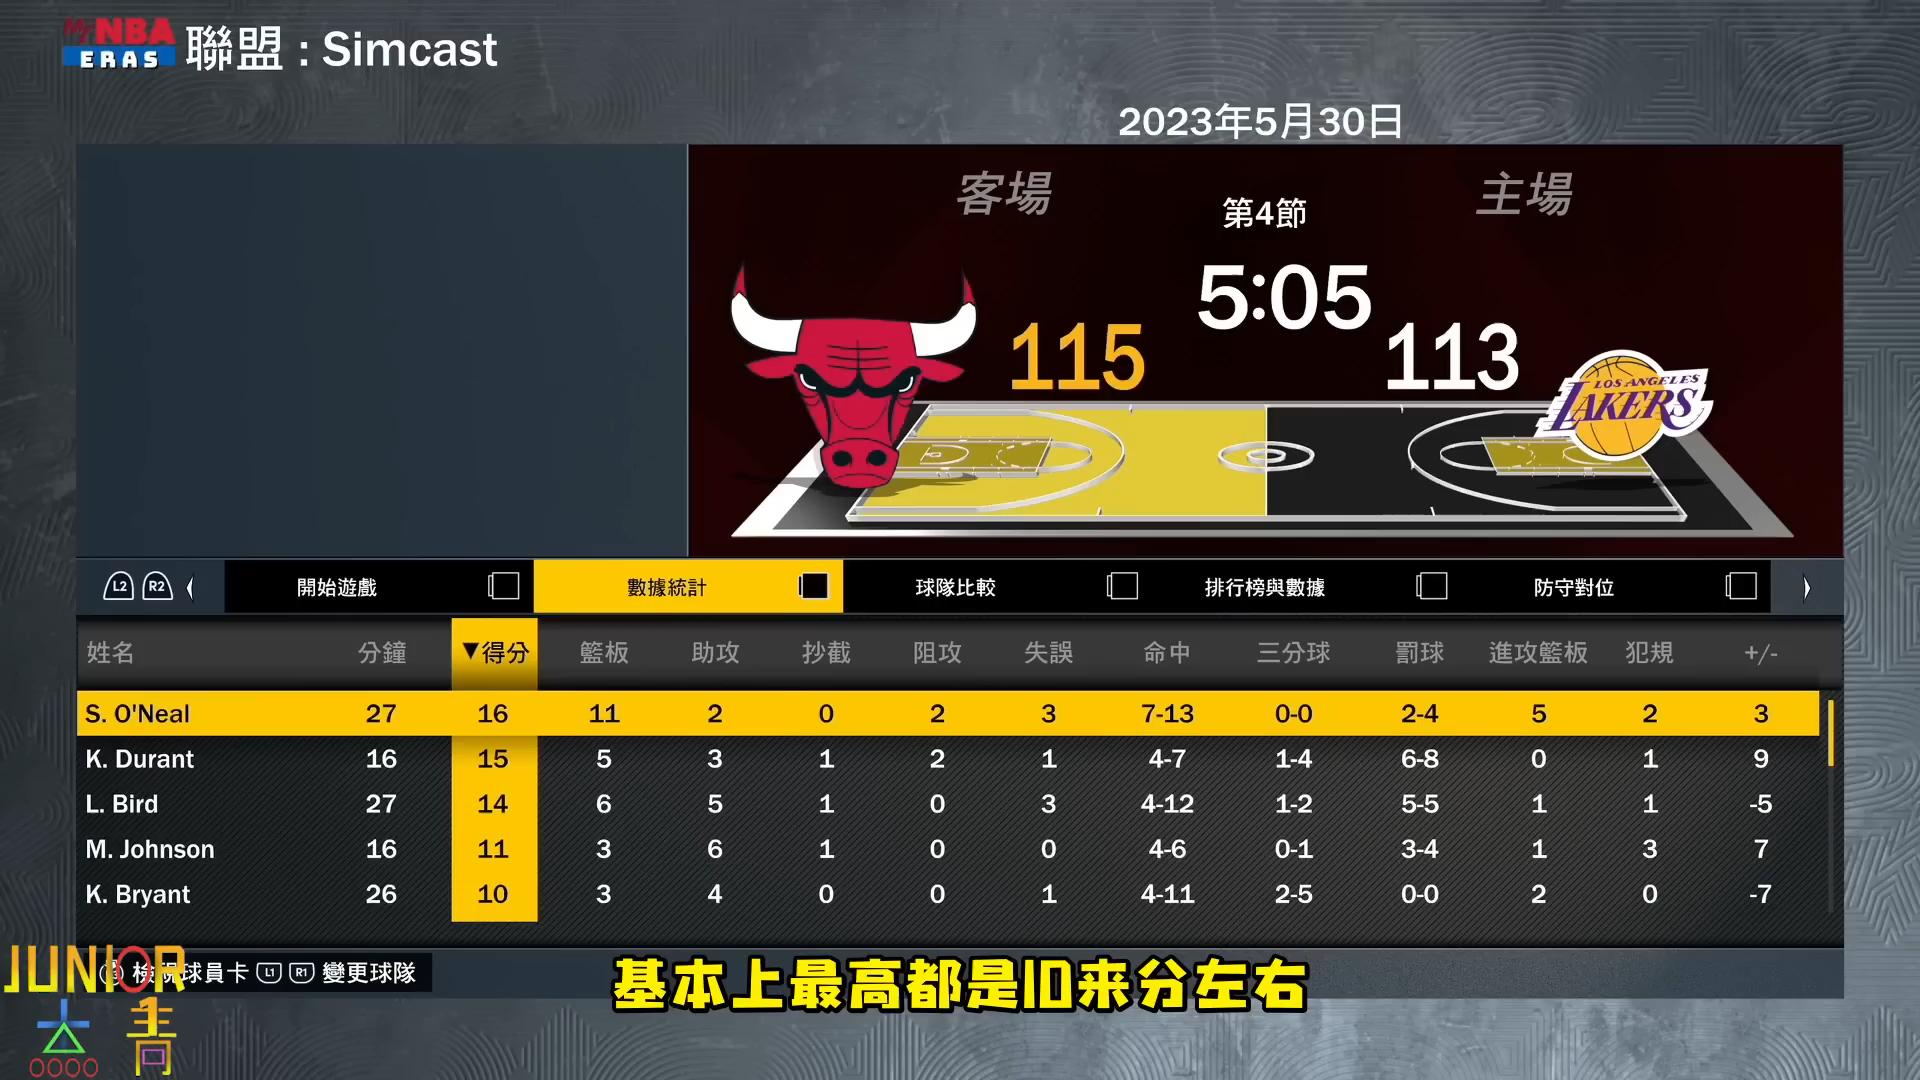 MyNBA ERAS 聯盟 : Simcast
2023年5月30日
客場
主場
第4節
5:05
115
113
LOS ANGELES
LAKERS
L2 R2 開始遊戲 數據統計 球隊比較 排行榜與數據 防守對位
姓名 分鐘 ▼得分 籃板 助攻 抄截 阻攻 失誤 命中 三分球 罰球 進攻籃板 犯規 +/-
S. O'Neal 27 16 11 2 0 2 3 7-13 0-0 2-4 5 2 3
K. Durant 16 15 5 3 1 2 1 4-7 1-4 6-8 0 1 9
L. Bird 27 14 6 5 1 0 3 4-12 1-2 5-5 1 1 -5
M. Johnson 16 11 3 6 1 0 0 4-6 0-1 3-4 1 3 7
K. Bryant 26 10 3 4 0 0 1 4-11 2-5 0-0 2 0 -7
JUNIOR
檢視球員卡 L1 R1 變更球隊
基本上最高都是10来分左右